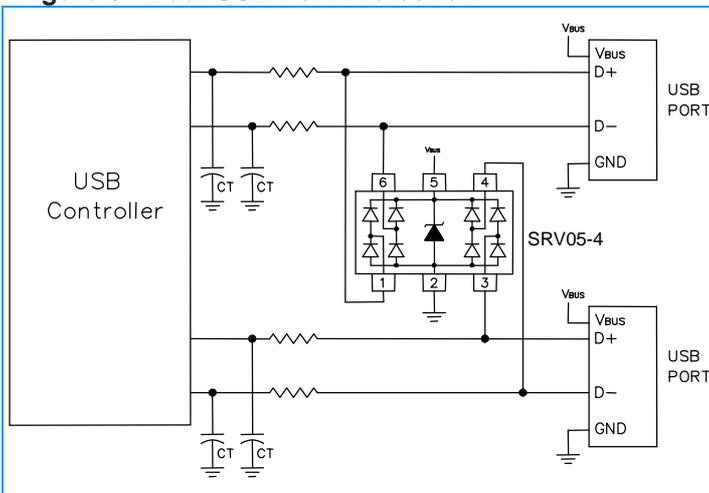 VBUS
VBUS
D+
USB
PORT
D−
VBUS
GND
CT
CT
USB
Controller
6
5
4
SRV05-4
1
2
3
VBUS
VBUS
D+
USB
PORT
D−
GND
CT
CT